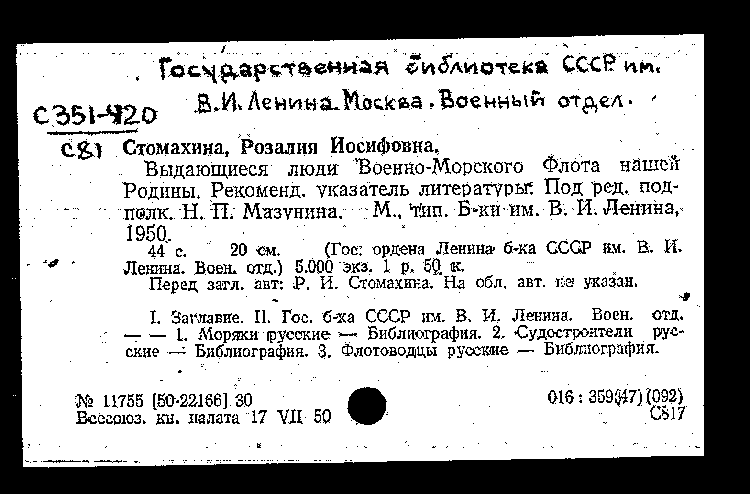 Государственная библиотека СССР им.
В.И. Ленина Москва. Военный отдел.
С351-420
С81 Стомахина, Розалия Иосифовна.
Выдающиеся люди Военно-Морского Флота нашей
Родины. Рекоменд. указатель литературы. Под ред. под-
полк. Н. П. Мазунина. М., тип. Б-ки им. В. И. Ленина,
1950.
44 с. 20 см. (Гос. ордена Ленина б-ка СССР им. В. И.
Ленина. Воен. отд.) 5.000 экз. 1 р. 50 к.
Перед загл. авт: Р. И. Стомахина. На обл. авт. не указан.
I. Заглавие. II. Гос. б-ка СССР им. В. И. Ленина. Воен. отд.
— — 1. Моряки русские — Библиография. 2. Судостроители рус-
ские — Библиография. 3. Флотоводцы русские — Библиография.
№ 11755 [50-22166] 30 016 : 359(47) (092)
Всесоюз. кн. палата 17 VII 50 С817